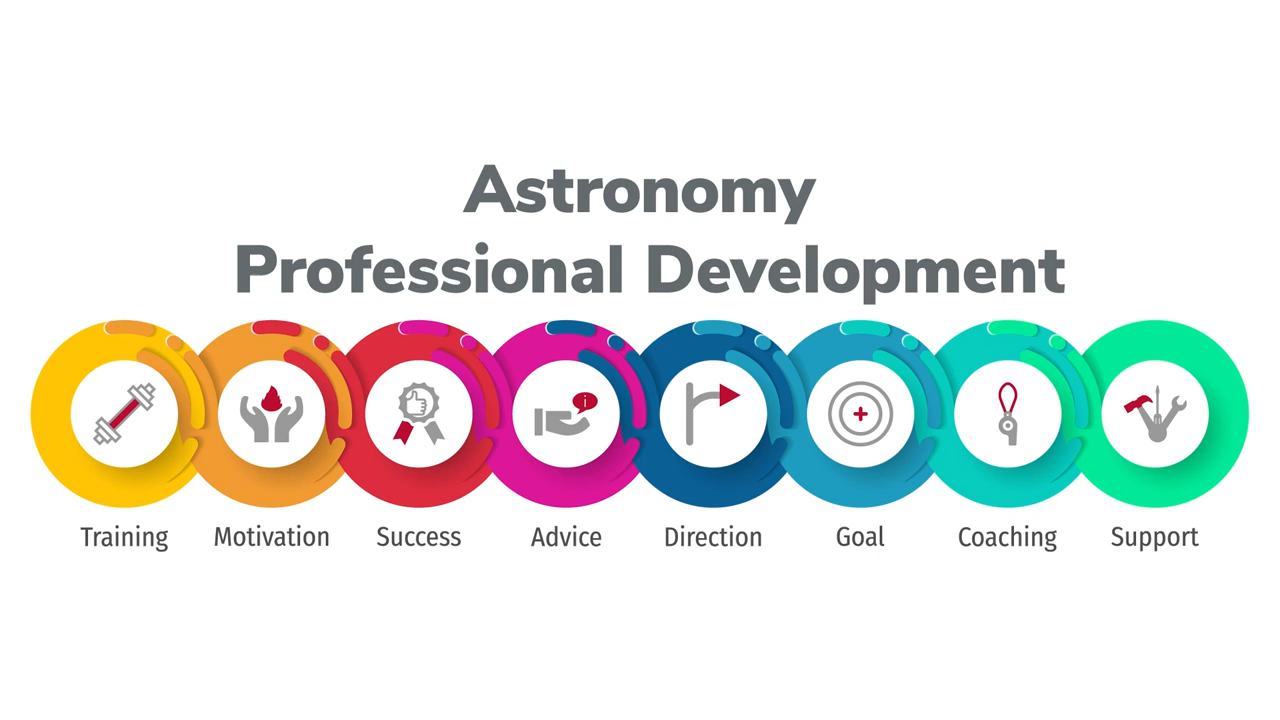 Astronomy
Professional Development
Training
Motivation
Success
Advice
Direction
Goal
Coaching
Support